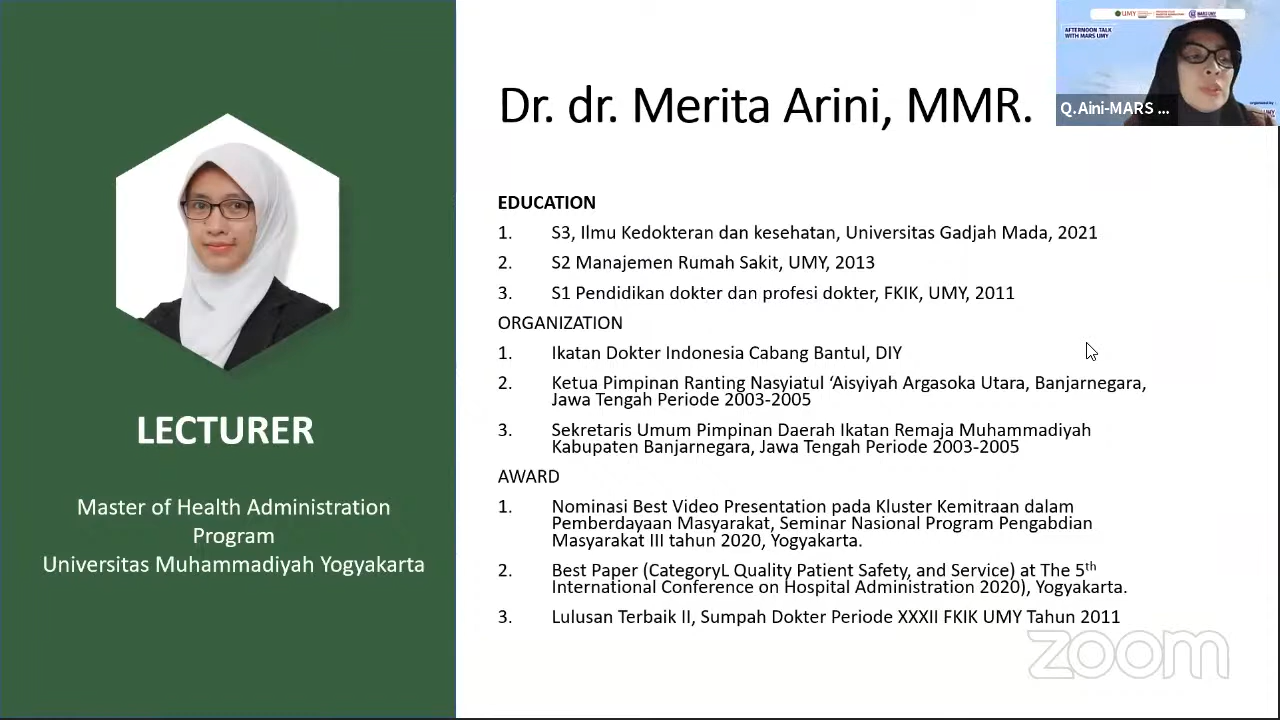 Dr. dr. Merita Arini, MMR.
UMY
MARS UMY
AFTERNOON TALK
WITH MARS UMY
Q.Aini-MARS ...
organised by
LECTURER
Master of Health Administration
Program
Universitas Muhammadiyah Yogyakarta
EDUCATION
1. S3, Ilmu Kedokteran dan kesehatan, Universitas Gadjah Mada, 2021
2. S2 Manajemen Rumah Sakit, UMY, 2013
3. S1 Pendidikan dokter dan profesi dokter, FKIK, UMY, 2011
ORGANIZATION
1. Ikatan Dokter Indonesia Cabang Bantul, DIY
2. Ketua Pimpinan Ranting Nasyiatul ‘Aisyiyah Argasoka Utara, Banjarnegara,
Jawa Tengah Periode 2003-2005
3. Sekretaris Umum Pimpinan Daerah Ikatan Remaja Muhammadiyah
Kabupaten Banjarnegara, Jawa Tengah Periode 2003-2005
AWARD
1. Nominasi Best Video Presentation pada Kluster Kemitraan dalam
Pemberdayaan Masyarakat, Seminar Nasional Program Pengabdian
Masyarakat III tahun 2020, Yogyakarta.
2. Best Paper (CategoryL Quality Patient Safety, and Service) at The 5th
International Conference on Hospital Administration 2020), Yogyakarta.
3. Lulusan Terbaik II, Sumpah Dokter Periode XXXII FKIK UMY Tahun 2011
zoom